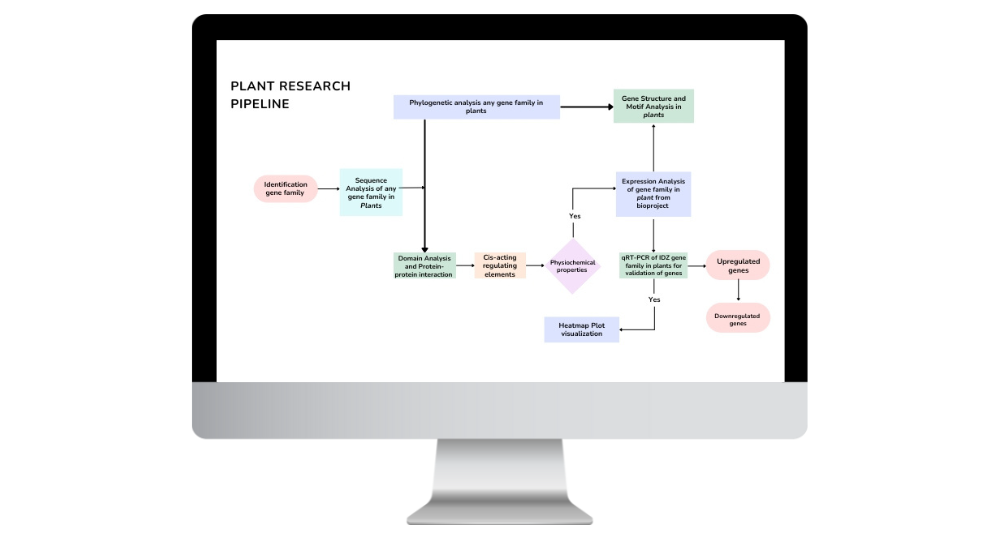 PLANT RESEARCH
PIPELINE
Phylogenetic analysis any gene family in
plants
Gene Structure and
Motif Analysis in
plants
Identification
gene family
Sequence
Analysis of any
gene family in
Plants
Expression Analysis
of gene family in
plant from
bioproject
Yes
Domain Analysis
and Protein-
protein interaction
Cis-acting
regulating
elements
Physiochemical
properties
qRT-PCR of IDZ gene
family in plants for
validation of genes
Upregulated
genes
Yes
Downregulated
genes
Heatmap Plot
visualization